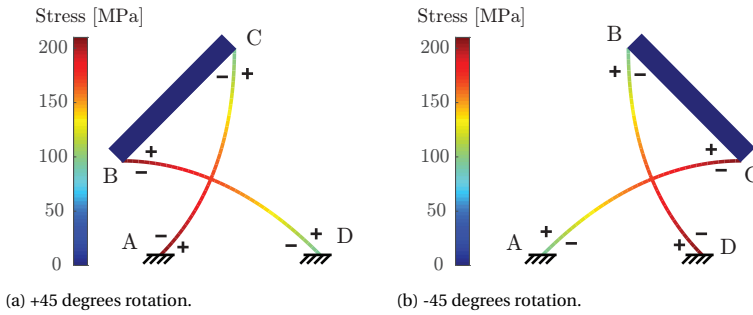 Stress [MPa]
200
150
100
50
0
A
B
C
D
+
−
+
−
−
+
+
−
(a) +45 degrees rotation.
Stress [MPa]
200
150
100
50
0
A
B
C
D
+
−
+
−
+
−
−
+
(b) -45 degrees rotation.